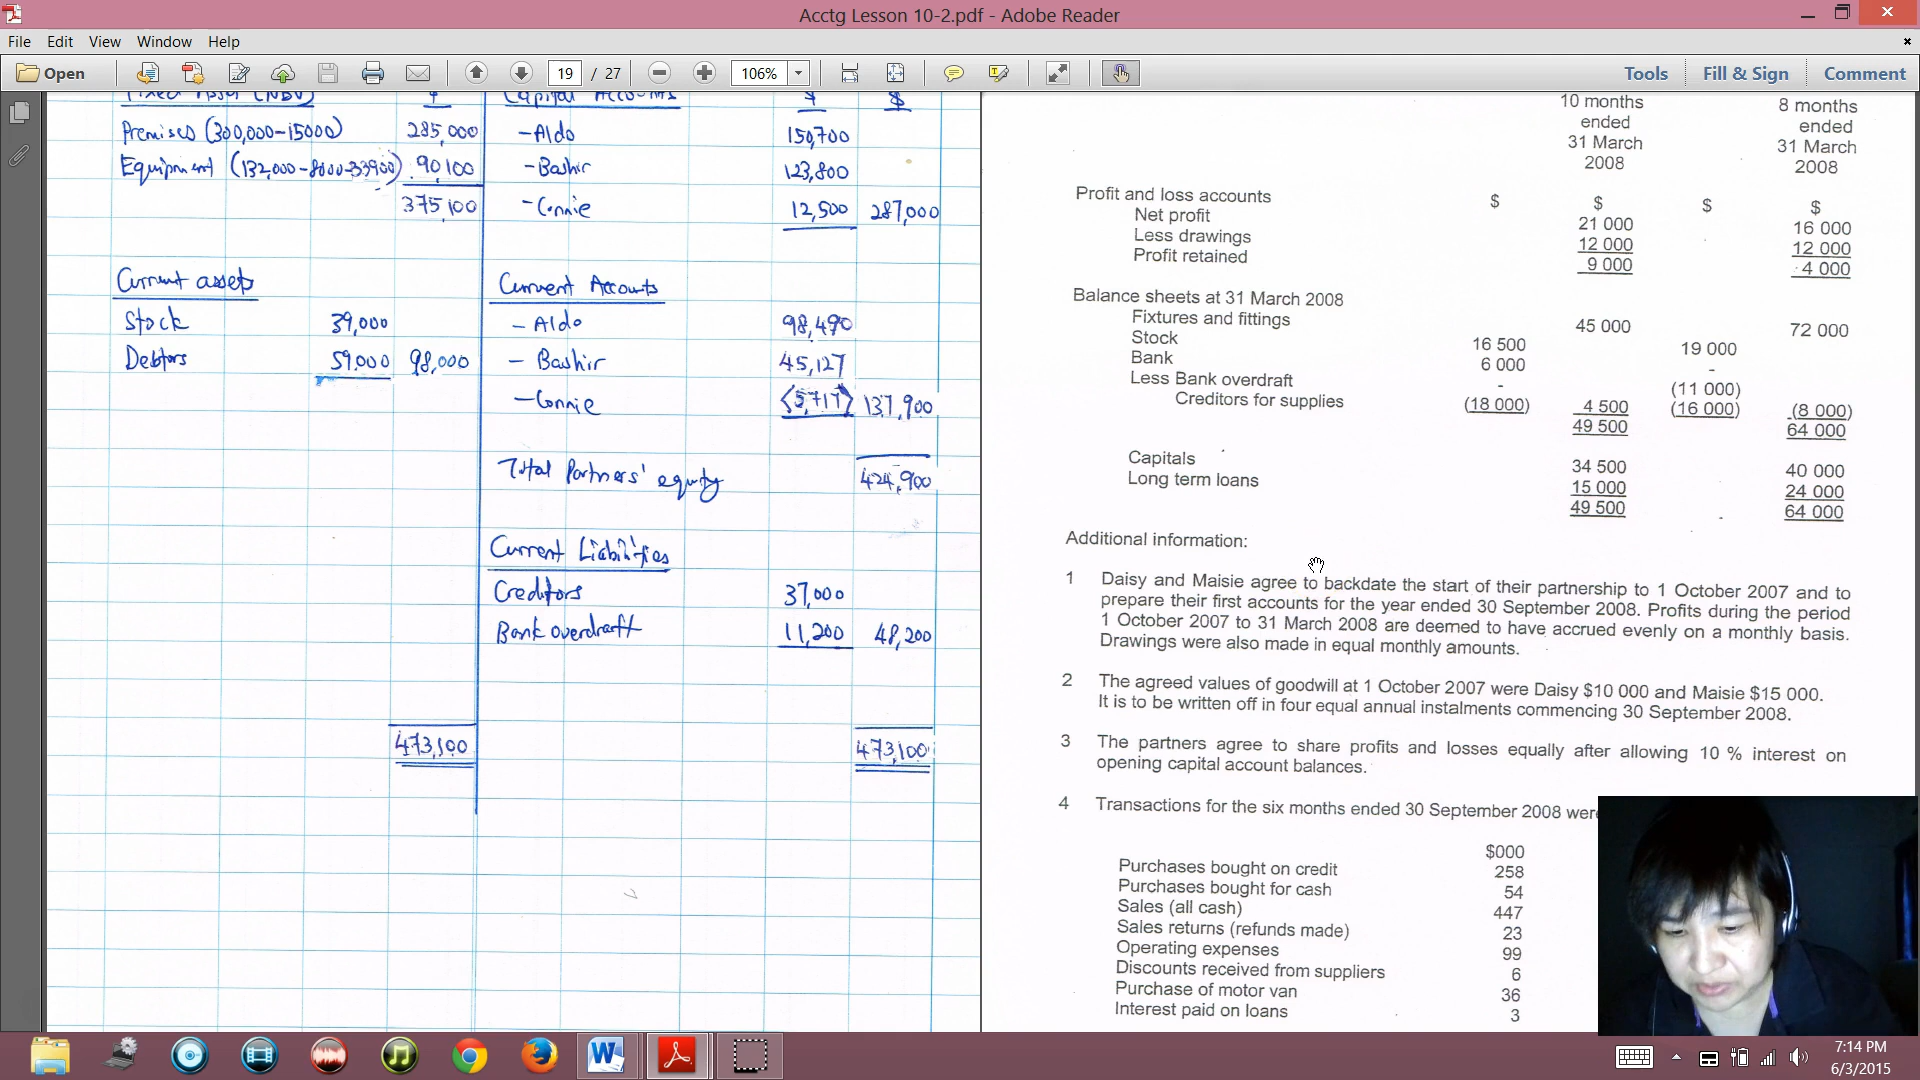 Acctg Lesson 10-2.pdf - Adobe Reader
File Edit View Window Help
Open 19 / 27 106% Tools Fill & Sign Comment
Fixed Asset (NBV) $ Capital Accounts $ $
Premises (300,000-15000) 285,000 - Aldo 150,700
Equipment (132,000-8000-33900) 90,100 - Bashir 123,800
375,100 - Connie 12,500 287,000
Current assets Current Accounts
Stock 39,000 - Aldo 98,490
Debtors 59,000 98,000 - Bashir 45,127
- Connie (5,717) 137,900
Total Partners' equity 424,900
Current Liabilities
Creditors 37,000
Bank overdraft 11,200 48,200
473,100 473,100
10 months 8 months
ended ended
31 March 31 March
2008 2008
Profit and loss accounts $ $ $ $
Net profit 21 000 16 000
Less drawings 12 000 12 000
Profit retained 9 000 4 000
Balance sheets at 31 March 2008
Fixtures and fittings 45 000 72 000
Stock 16 500 19 000
Bank 6 000 -
Less Bank overdraft - (11 000)
Creditors for supplies (18 000) 4 500 (16 000) (8 000)
49 500 64 000
Capitals 34 500 40 000
Long term loans 15 000 24 000
49 500 64 000
Additional information:
1 Daisy and Maisie agree to backdate the start of their partnership to 1 October 2007 and to
prepare their first accounts for the year ended 30 September 2008. Profits during the period
1 October 2007 to 31 March 2008 are deemed to have accrued evenly on a monthly basis.
Drawings were also made in equal monthly amounts.
2 The agreed values of goodwill at 1 October 2007 were Daisy $10 000 and Maisie $15 000.
It is to be written off in four equal annual instalments commencing 30 September 2008.
3 The partners agree to share profits and losses equally after allowing 10 % interest on
opening capital account balances.
4 Transactions for the six months ended 30 September 2008 were
$000
Purchases bought on credit 258
Purchases bought for cash 54
Sales (all cash) 447
Sales returns (refunds made) 23
Operating expenses 99
Discounts received from suppliers 6
Purchase of motor van 36
Interest paid on loans 3
7:14 PM
6/3/2015